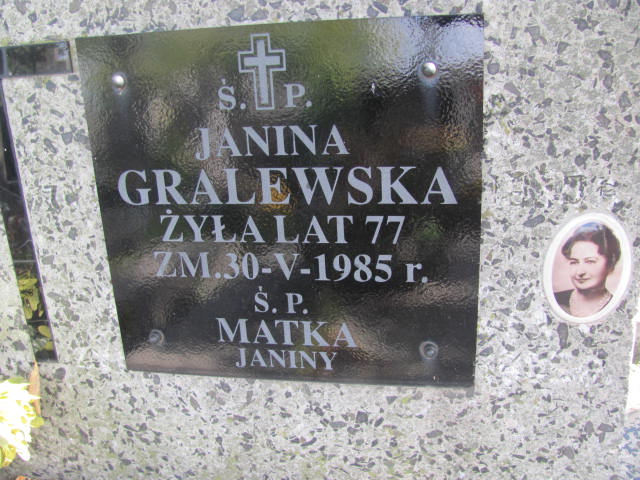 Ś. P.
JANINA
GRALEWSKA
ŻYŁA LAT 77
ZM.30-V-1985 r.
Ś. P.
MATKA
JANINY